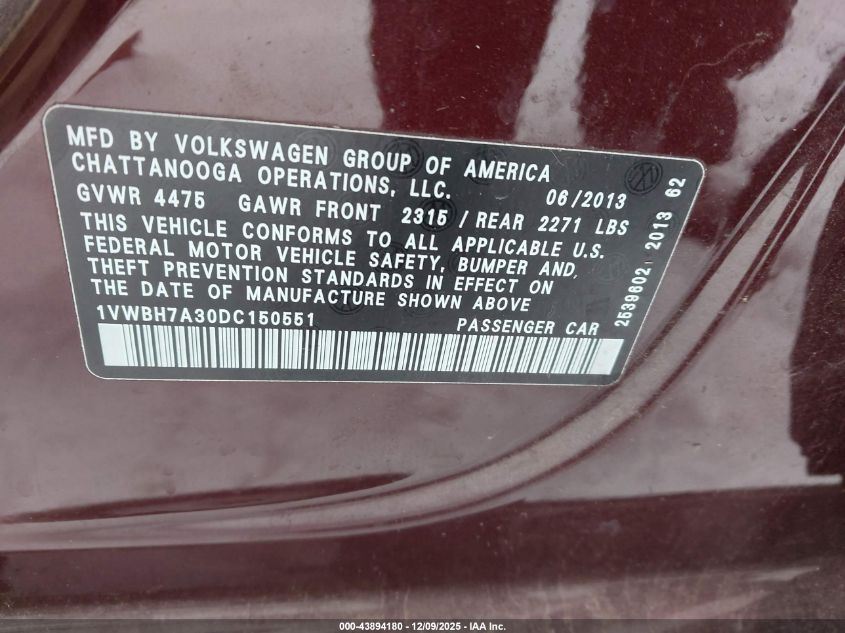 MFD BY VOLKSWAGEN GROUP OF AMERICA
CHATTANOOGA OPERATIONS, LLC. 06/2013
GVWR 4475 GAWR FRONT 2315 / REAR 2271 LBS
THIS VEHICLE CONFORMS TO ALL APPLICABLE U.S.
FEDERAL MOTOR VEHICLE SAFETY, BUMPER AND,
THEFT PREVENTION STANDARDS IN EFFECT ON
THE DATE OF MANUFACTURE SHOWN ABOVE
1VWBH7A30DC150551 PASSENGER CAR
2539602 2013 62
000-43894180 - 12/09/2025 - IAA Inc.